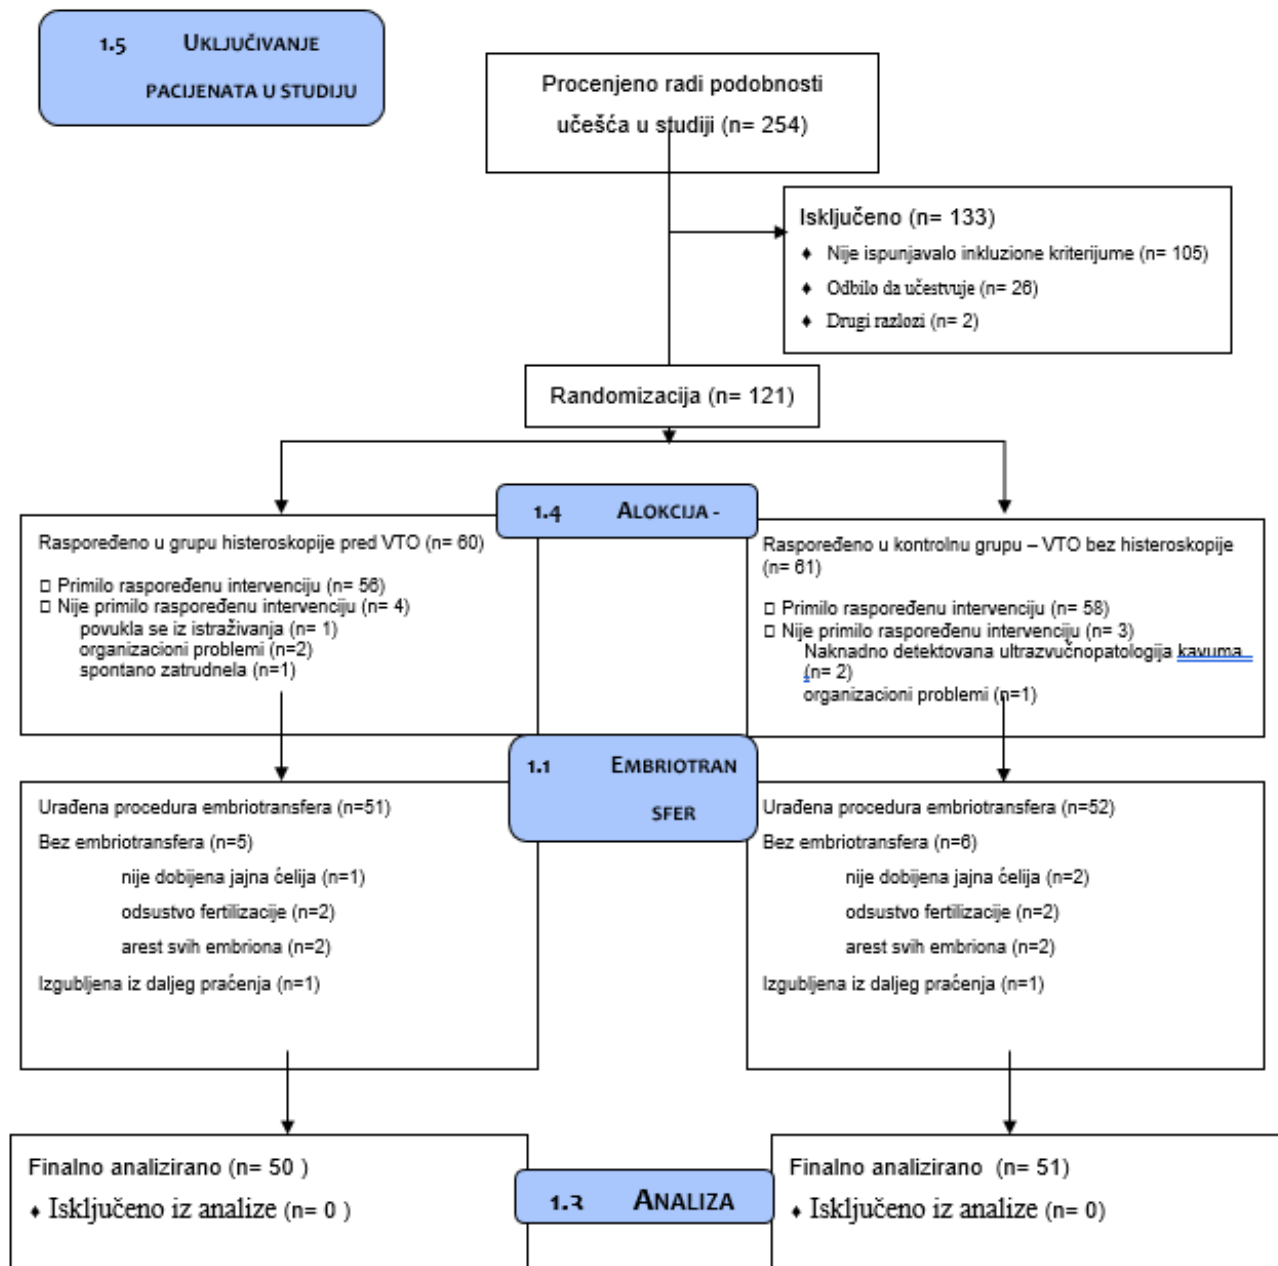 1.5 UKLJUČIVANJE
PACIJENATA U STUDIJU
Procenjeno radi podobnosti
učešća u studiji (n= 254)
Isključeno (n= 133)
♦ Nije ispunjavalo inkluzione kriterijume (n= 105)
♦ Odbilo da učestvuje (n= 26)
♦ Drugi razlozi (n= 2)
Randomizacija (n= 121)
1.4 ALOKCIJA -
Raspoređeno u grupu histeroskopije pred VTO (n= 60)
□ Primilo raspoređenu intervenciju (n= 56)
□ Nije primilo raspoređenu intervenciju (n= 4)
povukla se iz istraživanja (n= 1)
organizacioni problemi (n=2)
spontano zatrudnela (n=1)
Raspoređeno u kontrolnu grupu – VTO bez histeroskopije
(n= 61)
□ Primilo raspoređenu intervenciju (n= 58)
□ Nije primilo raspoređenu intervenciju (n= 3)
Naknadno detektovana ultrazvučnopatologija kavuma
(n= 2)
organizacioni problemi (n=1)
1.1 EMBRIOTRAN
SFER
Urađena procedura embriotransfera (n=51)
Bez embriotransfera (n=5)
nije dobijena jajna ćelija (n=1)
odsustvo fertilizacije (n=2)
arest svih embriona (n=2)
Izgubljena iz daljeg praćenja (n=1)
Urađena procedura embriotransfera (n=52)
Bez embriotransfera (n=6)
nije dobijena jajna ćelija (n=2)
odsustvo fertilizacije (n=2)
arest svih embriona (n=2)
Izgubljena iz daljeg praćenja (n=1)
Finalno analizirano (n= 50 )
♦ Isključeno iz analize (n= 0 )
1.2 ANALIZA
Finalno analizirano (n= 51)
♦ Isključeno iz analize (n= 0)